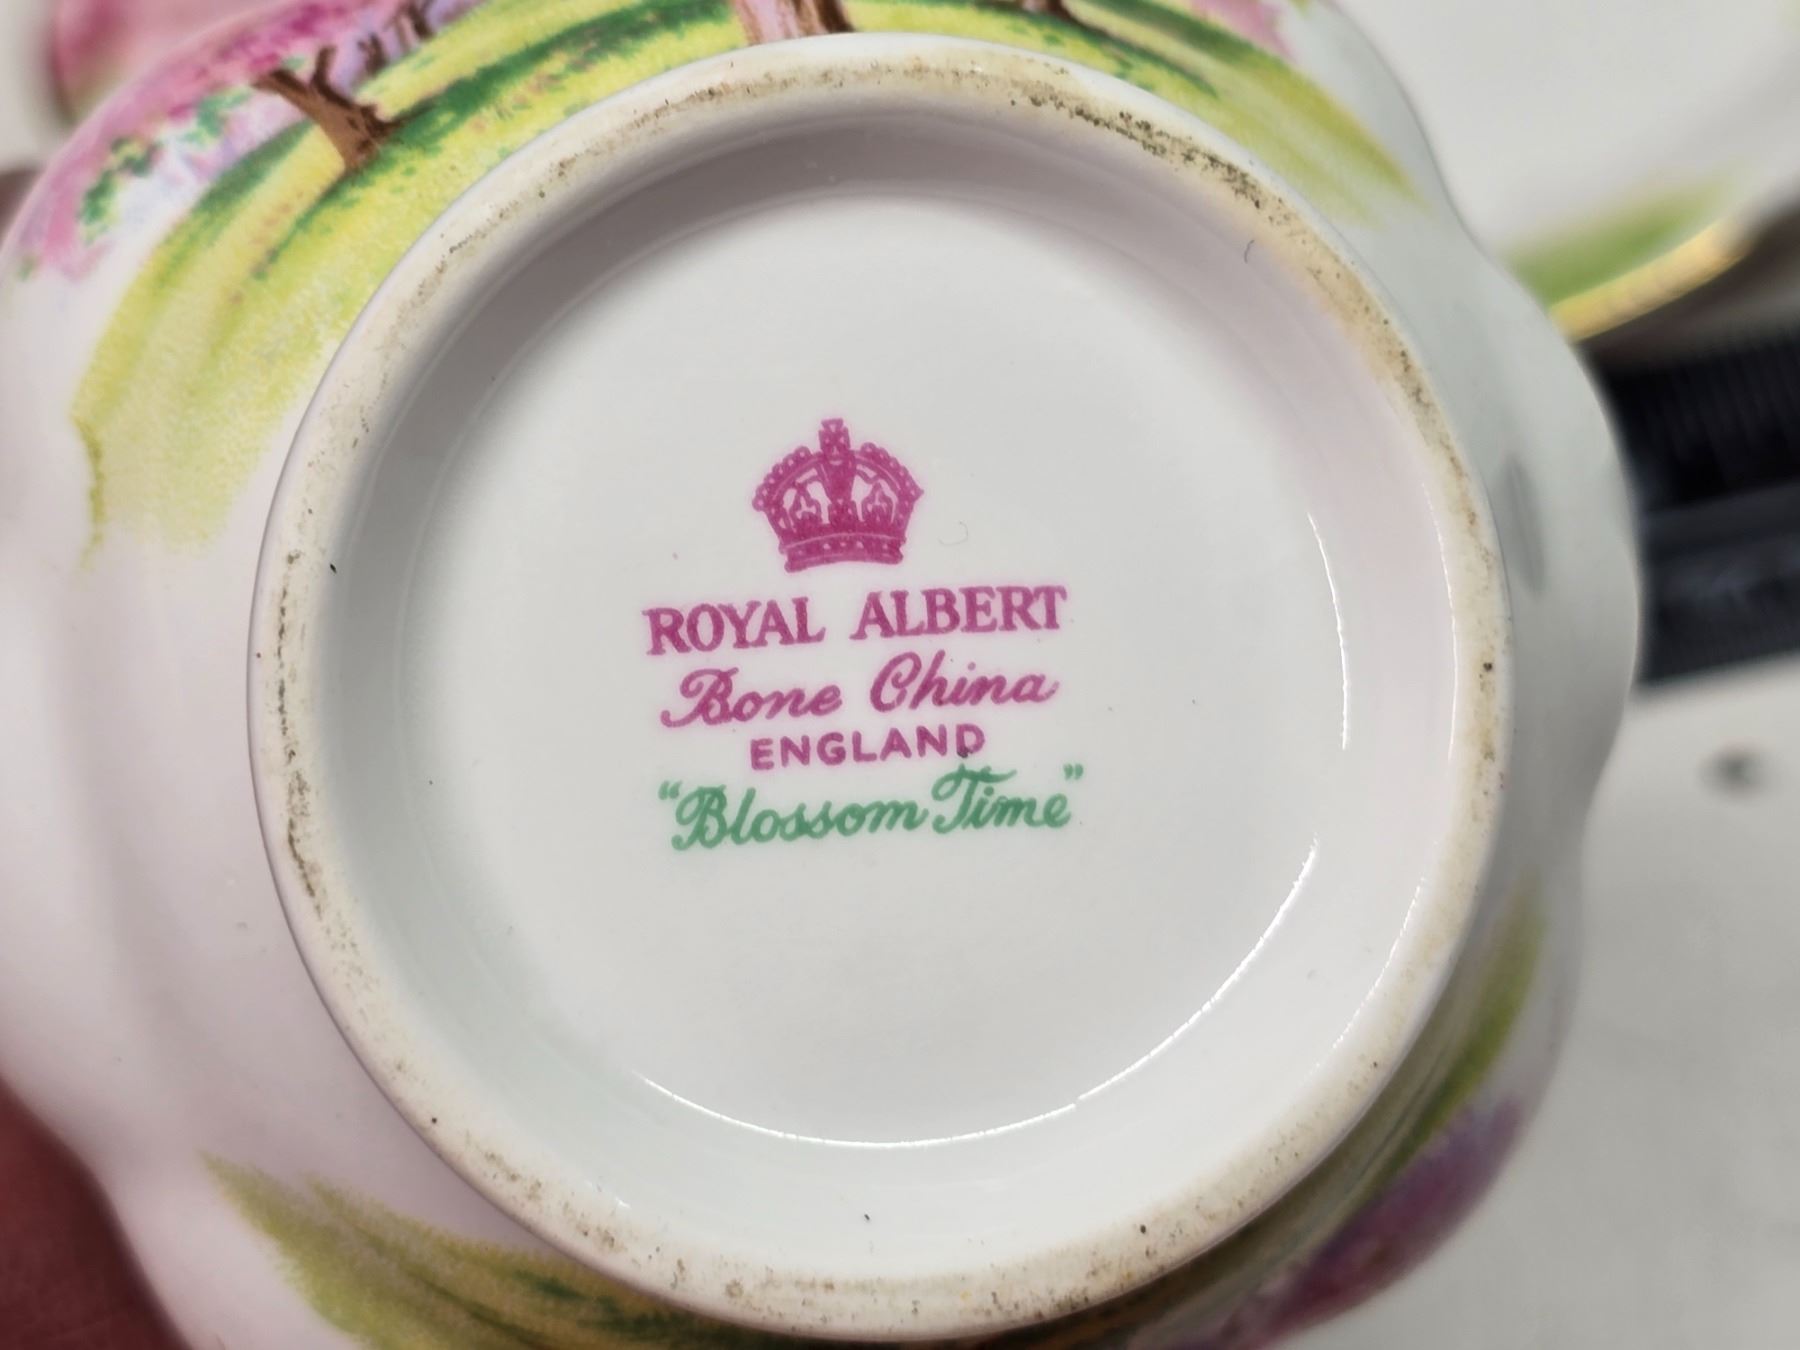 ROYAL ALBERT
Bone China
ENGLAND
“Blossom Time”